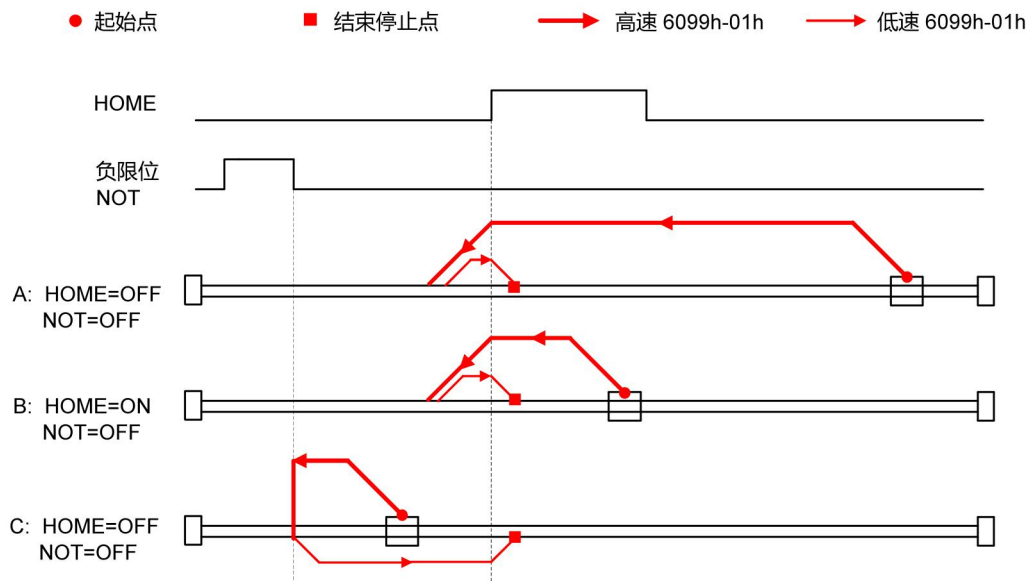 起始点 结束停止点 高速 6099h-01h 低速 6099h-01h
HOME
负限位
NOT
A: HOME=OFF
NOT=OFF
B: HOME=ON
NOT=OFF
C: HOME=OFF
NOT=OFF